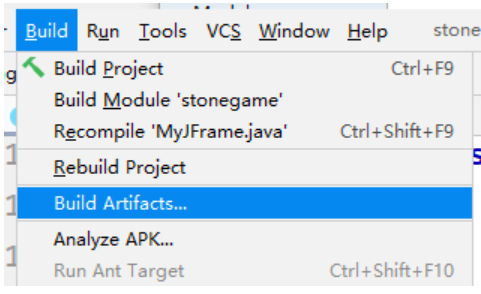 Build Run Tools VCS Window Help stone
Build Project Ctrl+F9
Build Module 'stonegame'
Recompile 'MyJFrame.java' Ctrl+Shift+F9
Rebuild Project
Build Artifacts...
Analyze APK...
Run Ant Target Ctrl+Shift+F10